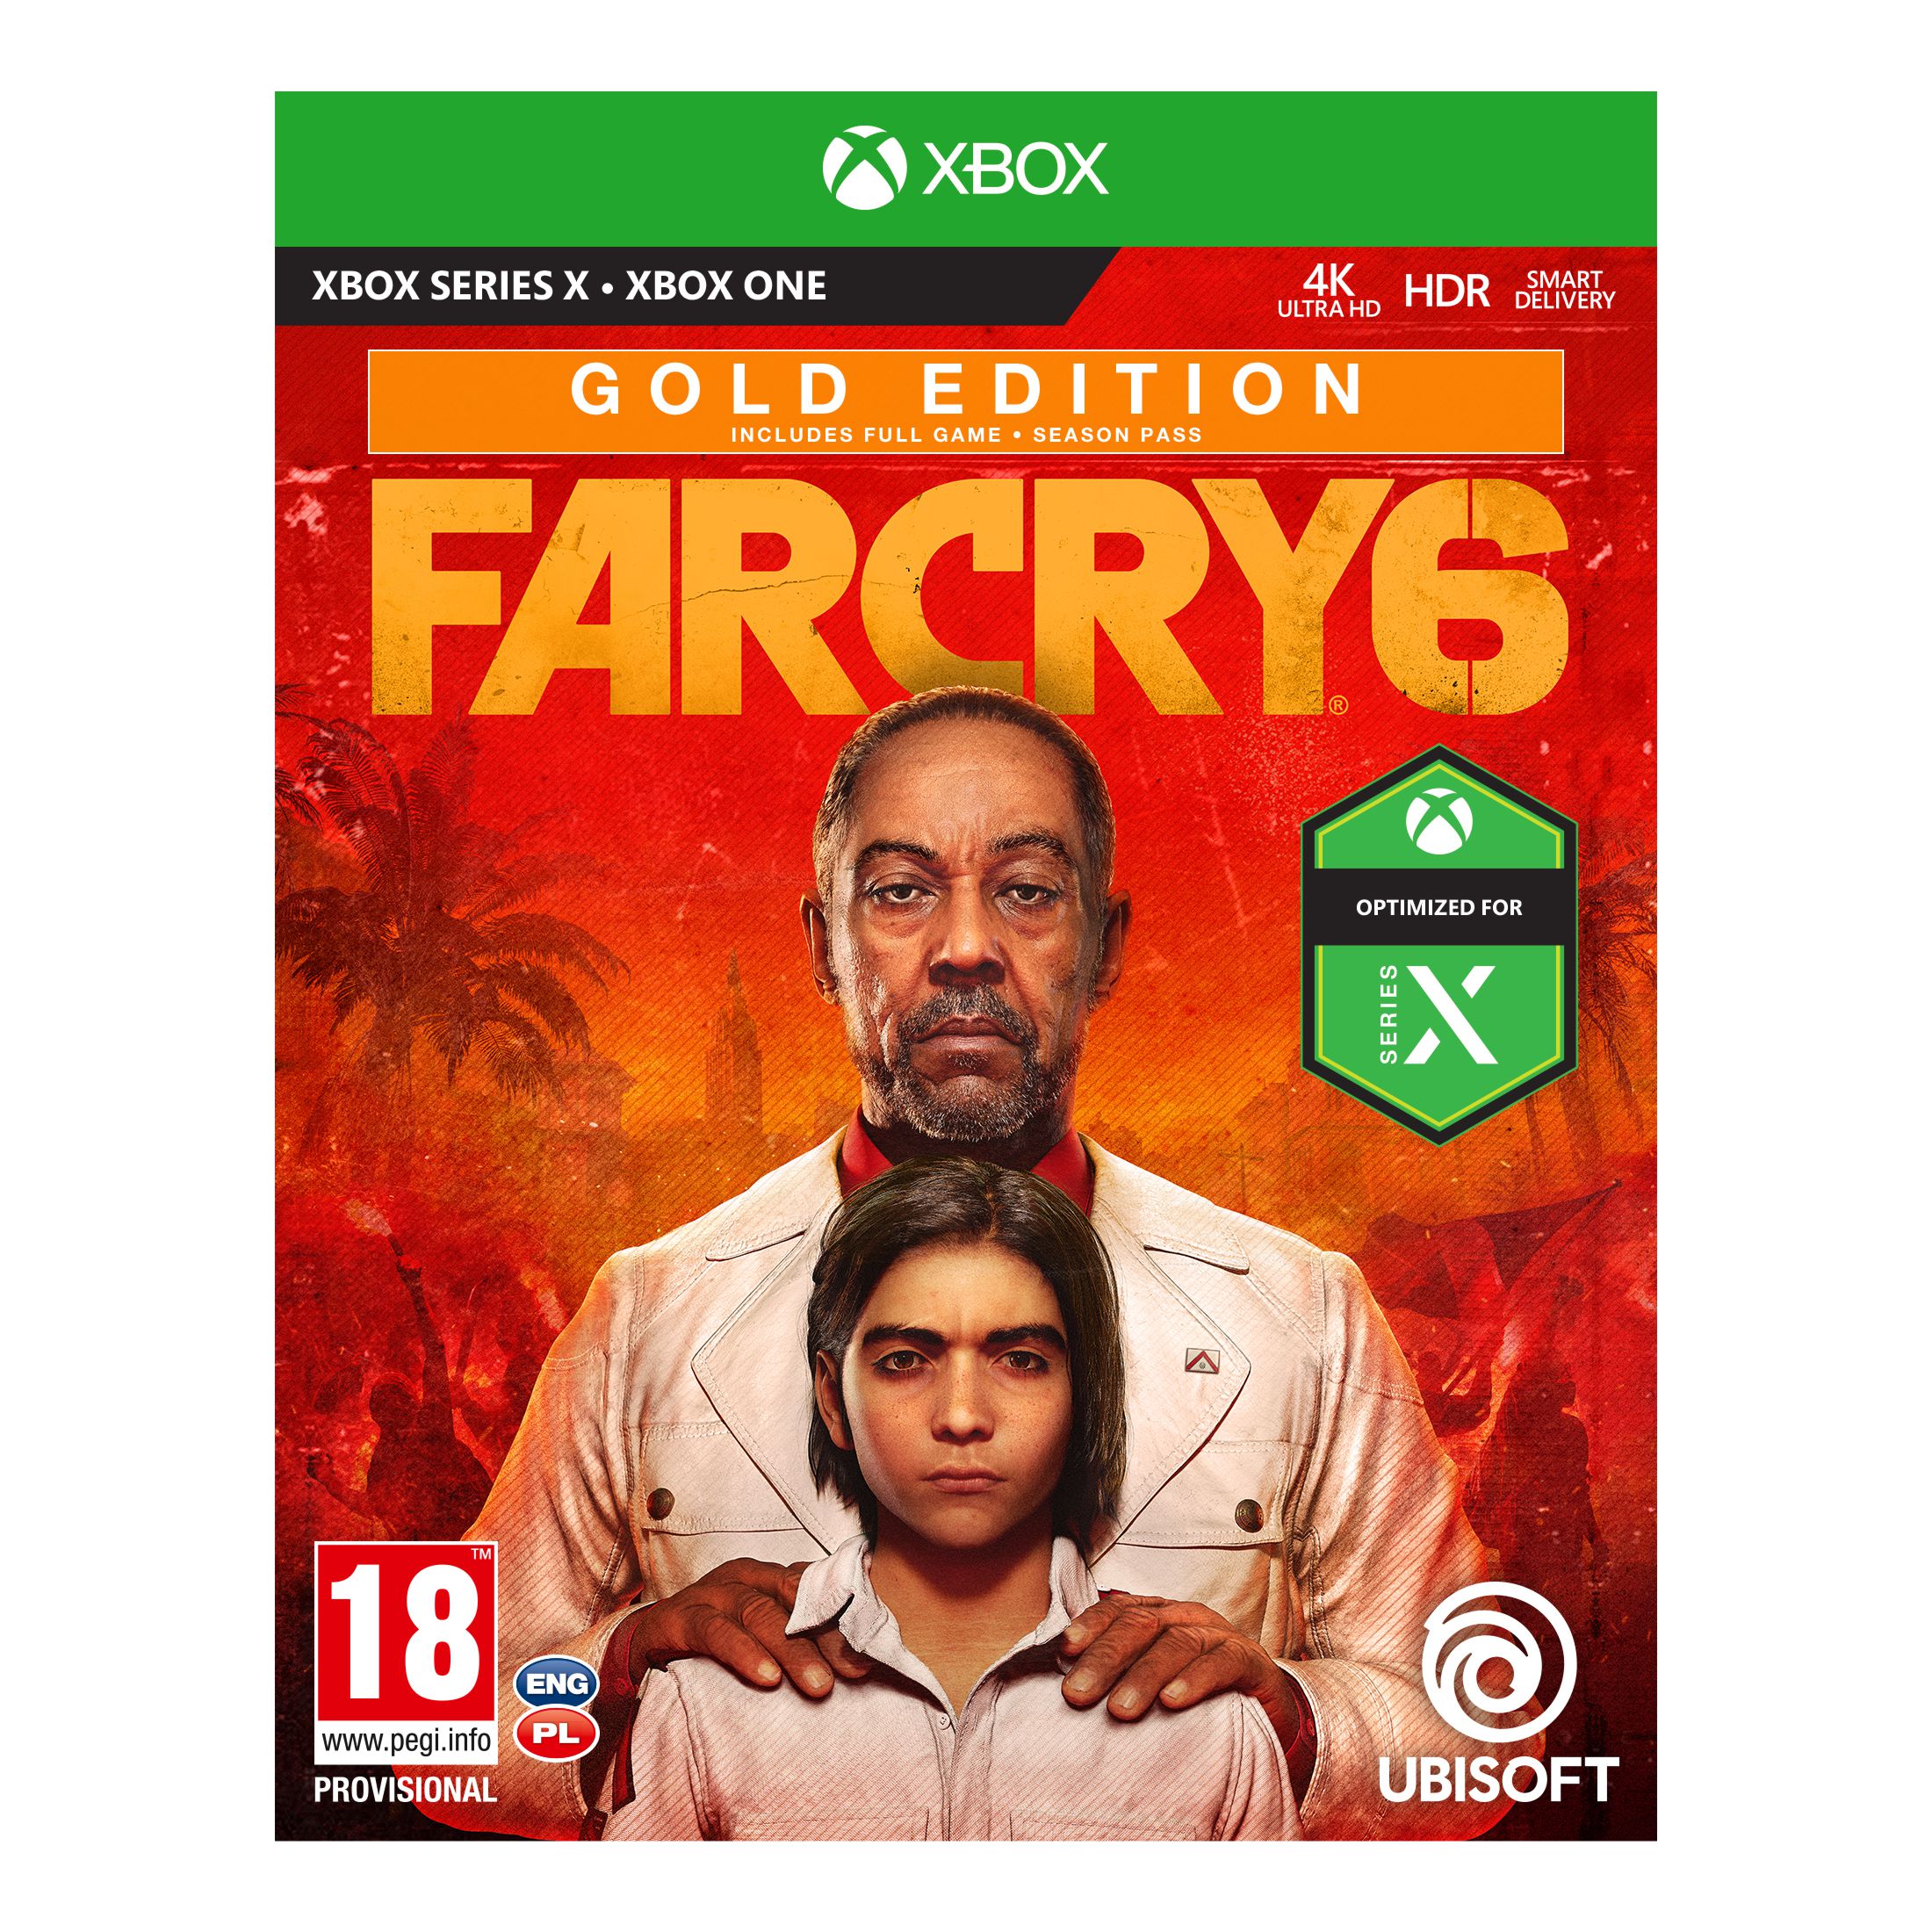 XBOX
XBOX SERIES X • XBOX ONE
4K
ULTRA HD
HDR
SMART
DELIVERY
GOLD EDITION
INCLUDES FULL GAME • SEASON PASS
FARCRY6
®
OPTIMIZED FOR
SERIES X
18
™
www.pegi.info
PROVISIONAL
ENG
PL
UBISOFT